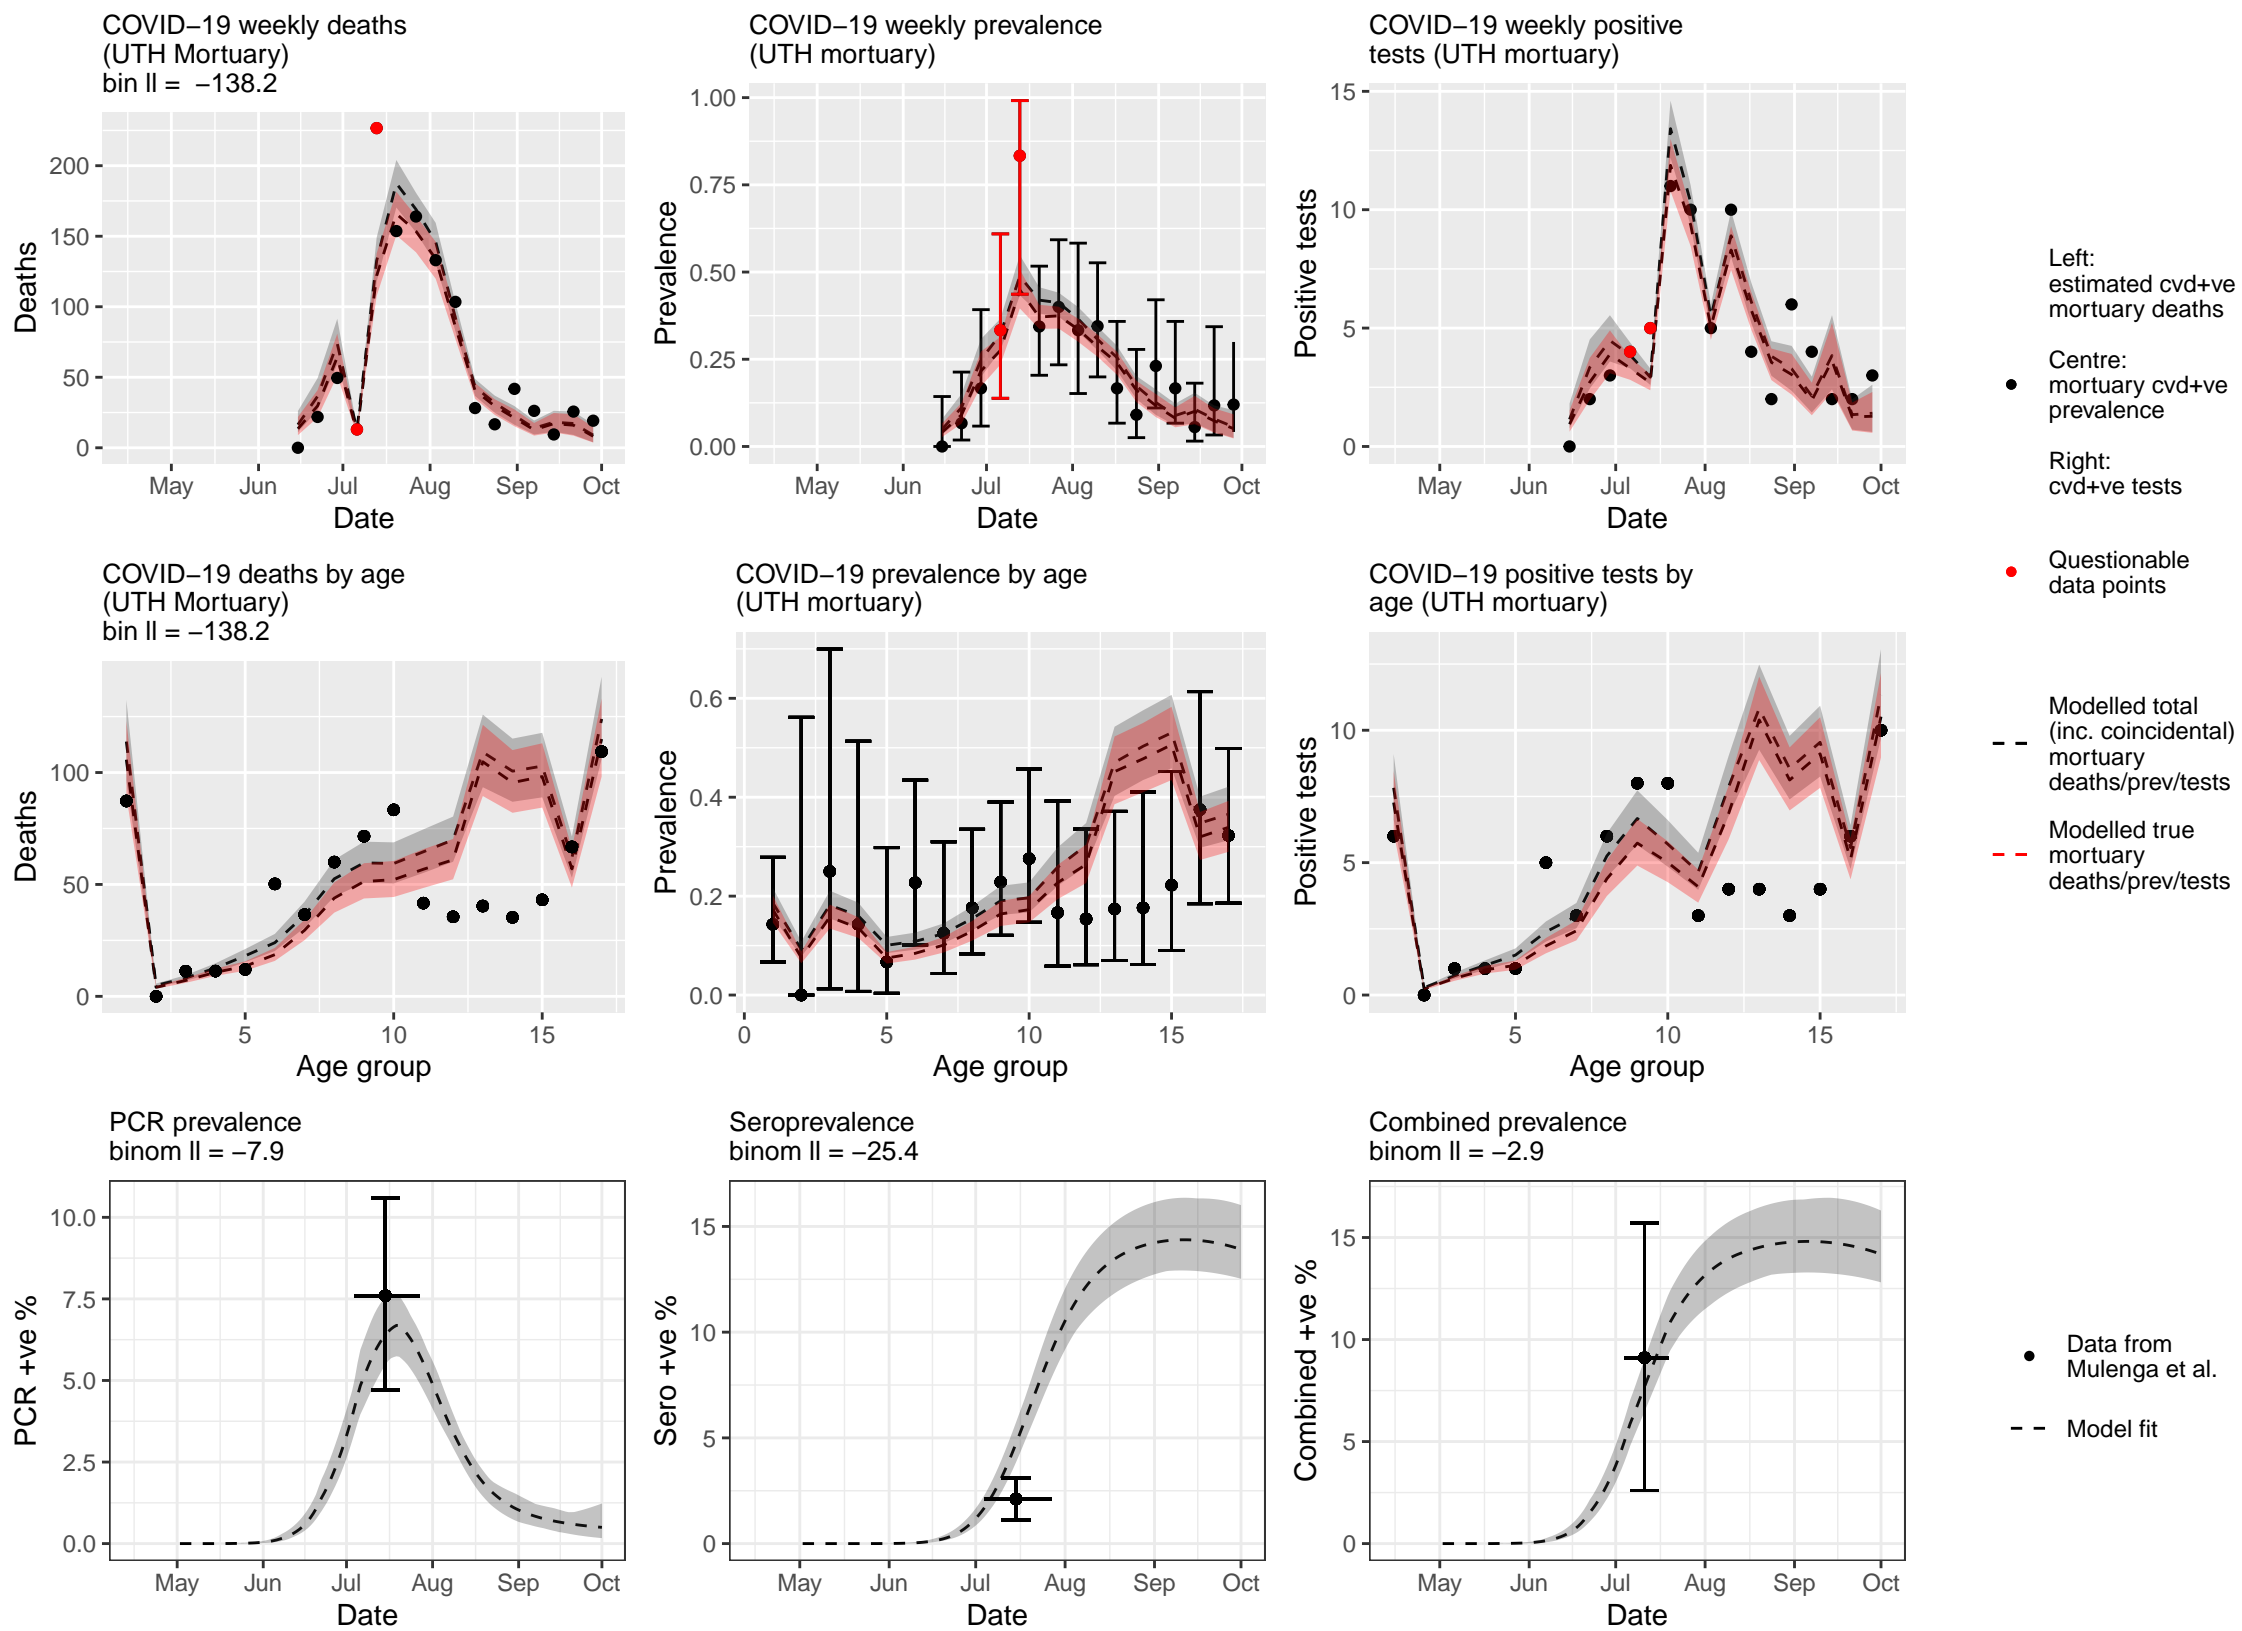 COVID−19 weekly deaths
(UTH Mortuary)
bin ll =  −138.2
Deaths
200
150
100
50
0
May Jun Jul Aug Sep Oct
Date
COVID−19 weekly prevalence
(UTH mortuary)
Prevalence
1.00
0.75
0.50
0.25
0.00
May Jun Jul Aug Sep Oct
Date
COVID−19 weekly positive
tests (UTH mortuary)
Positive tests
15
10
5
0
May Jun Jul Aug Sep Oct
Date
Left:
estimated cvd+ve
mortuary deaths
Centre:
mortuary cvd+ve
prevalence
Right:
cvd+ve tests
Questionable
data points
Modelled total
(inc. coincidental)
mortuary
deaths/prev/tests
Modelled true
mortuary
deaths/prev/tests
COVID−19 deaths by age
(UTH Mortuary)
bin ll = −138.2
Deaths
100
50
0
5 10 15
Age group
COVID−19 prevalence by age
(UTH mortuary)
Prevalence
0.6
0.4
0.2
0.0
0 5 10 15
Age group
COVID−19 positive tests by
age (UTH mortuary)
Positive tests
10
5
0
5 10 15
Age group
PCR prevalence
binom ll = −7.9
PCR +ve %
10.0
7.5
5.0
2.5
0.0
May Jun Jul Aug Sep Oct
Date
Seroprevalence
binom ll = −25.4
Sero +ve %
15
10
5
0
May Jun Jul Aug Sep Oct
Date
Combined prevalence
binom ll = −2.9
Combined +ve %
15
10
5
0
May Jun Jul Aug Sep Oct
Date
Data from
Mulenga et al.
Model fit